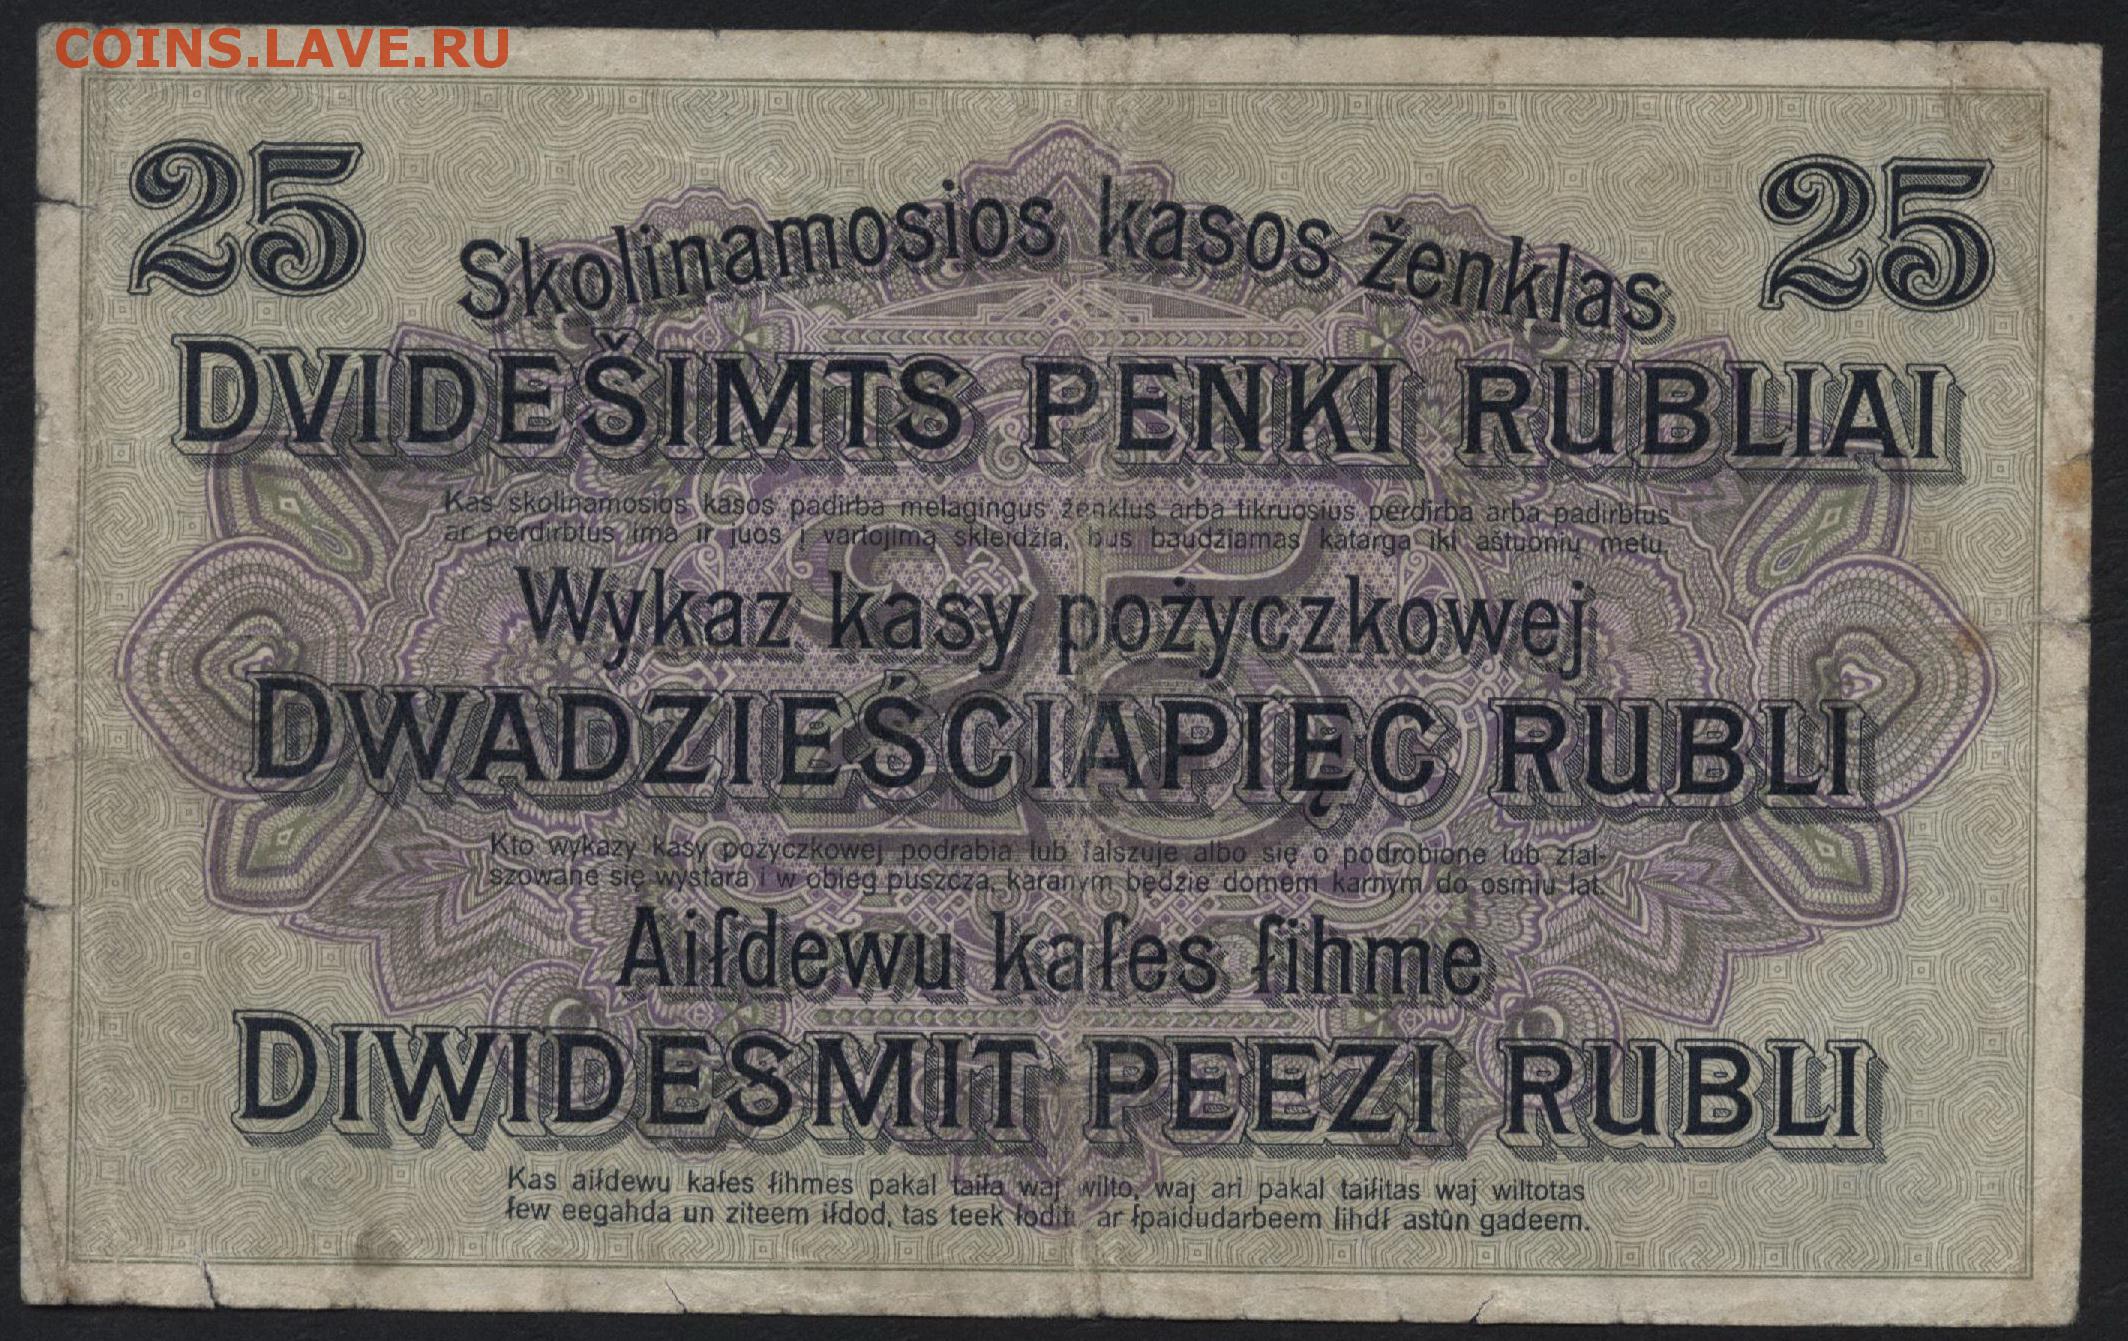 COINS.LAVE.RU
25 25
Skolinamosios kasos ženklas
DVIDEŠIMTS PENKI RUBLIAI
Kas skolinamosios kasos padirba melagingus ženklus arba tikruosius perdirba arba padirbtus
ar perdirbtus ima ir juos į vartojimą skleidžia, bus baudžiamas katarga iki aštuonių metų.
Wykaz kasy pożyczkowej
25
DWADZIEŚCIAPIĘC RUBLI
Kto wykazy kasy pożyczkowej podrabia lub falszuje albo się o podrobione lub zfal-
szowane się wystara i w obieg puszcza, karanym będzie domem karnym do ośmiu lat.
Aiſdewu kaſes ſihme
DIWIDESMIT PEEZI RUBLI
Kas aiſdewu kaſes ſihmes pakal taiſa waj wilto, waj ari pakal taiſitas waj wiltotas
ſew eegahda un ziteem iſdod, tas teek ſodits ar ſpaidudarbeem lihdſ astûn gadeem.